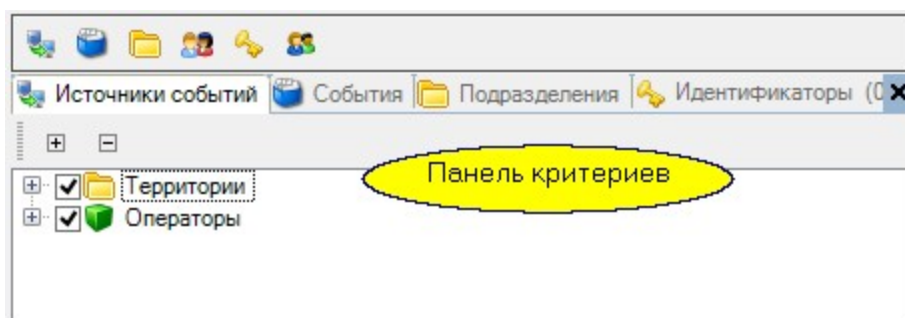 Источники событий События Подразделения Идентификаторы (0
Панель критериев
Территории
Операторы